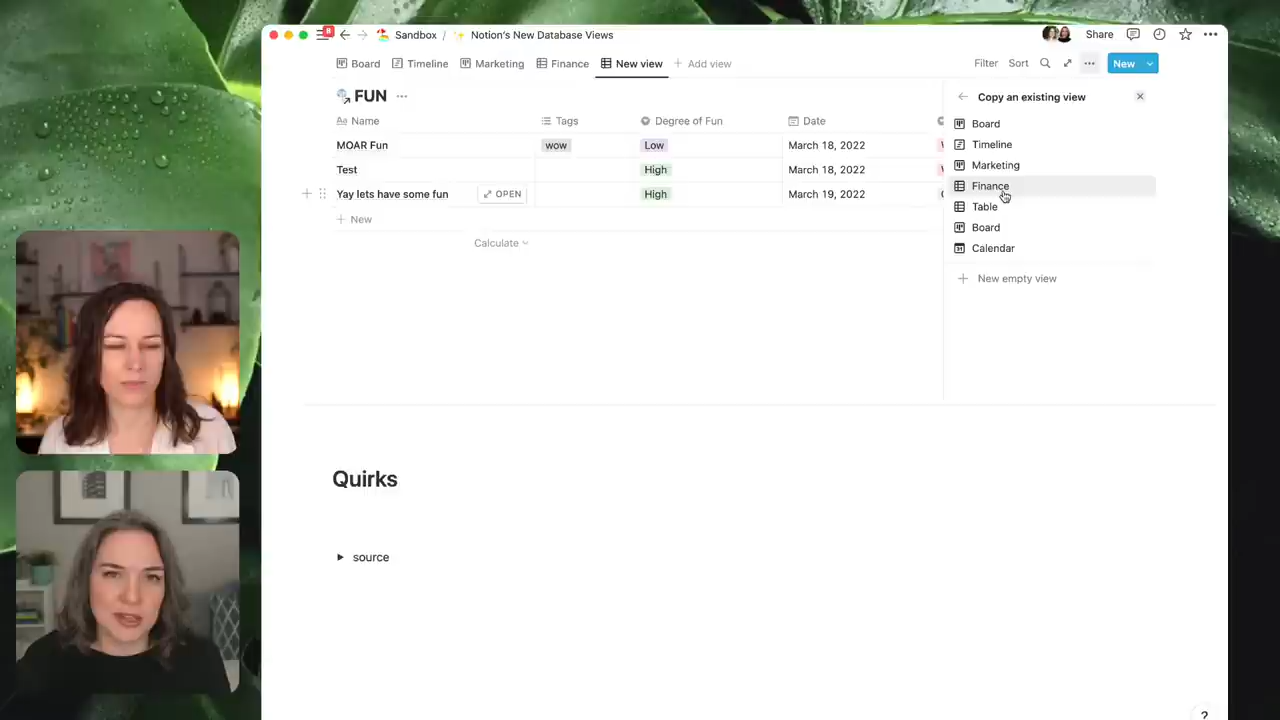 8
Sandbox / ✨ Notion's New Database Views
Share
Board Timeline Marketing Finance New view + Add view
Filter Sort New
FUN
Copy an existing view
Aa Name Tags Degree of Fun Date
MOAR Fun wow Low March 18, 2022
Test High March 18, 2022
Yay lets have some fun OPEN High March 19, 2022
+ New
Calculate
Board
Timeline
Marketing
Finance
Table
Board
31 Calendar
+ New empty view
Quirks
source
?